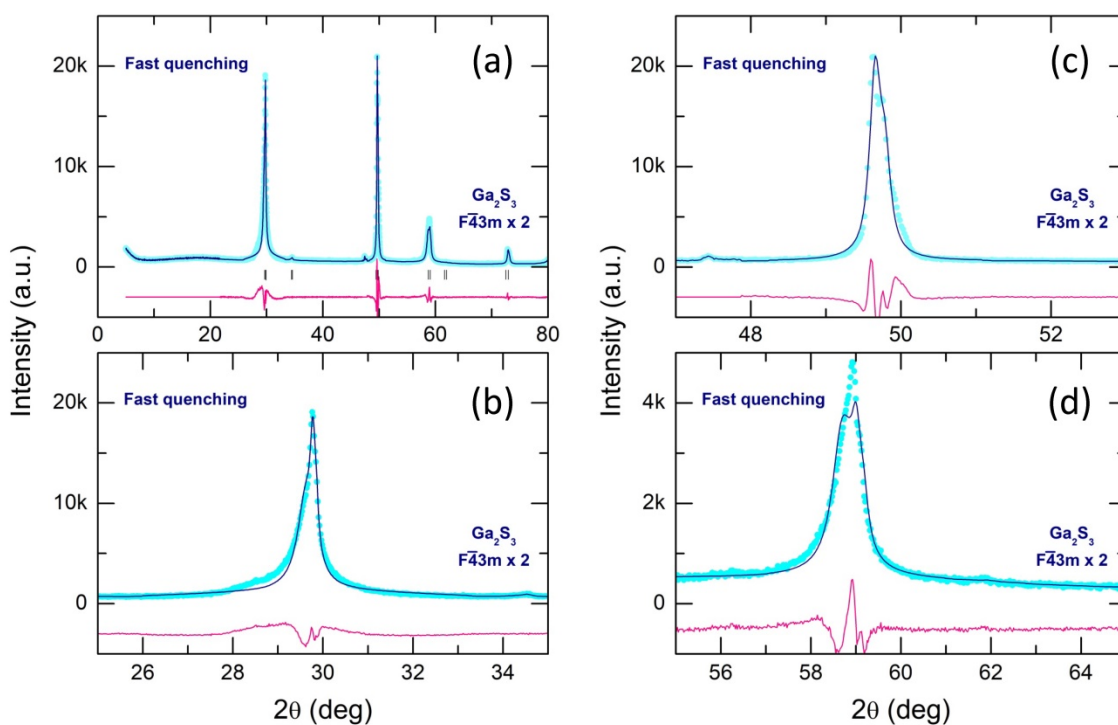 Intensity (a.u.)
Fast quenching
(a)
20k
10k
0
Ga₂S₃
F4̅3m x 2
0 20 40 60 80
Fast quenching
(b)
20k
10k
0
Ga₂S₃
F4̅3m x 2
26 28 30 32 34
2θ (deg)
Intensity (a.u.)
Fast quenching
(c)
20k
10k
0
Ga₂S₃
F4̅3m x 2
48 50 52
Fast quenching
(d)
4k
2k
0
Ga₂S₃
F4̅3m x 2
56 58 60 62 64
2θ (deg)